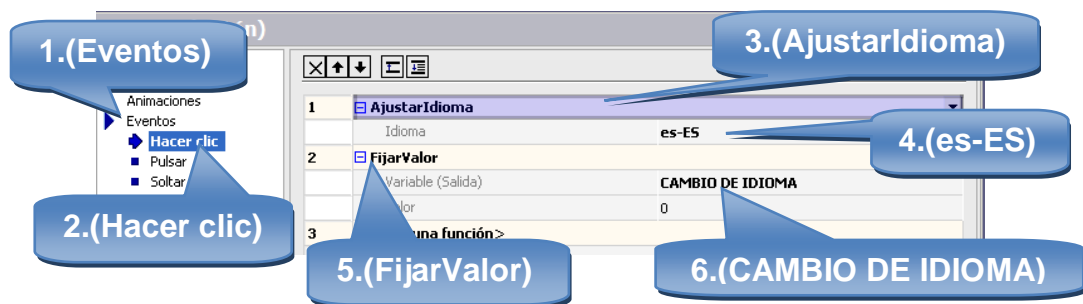 n)
1.(Eventos)
3.(AjustarIdioma)
Animaciones
1 AjustarIdioma
Eventos
Idioma es-ES
Hacer clic
4.(es-ES)
2 FijarValor
Pulsar
Variable (Salida) CAMBIO DE IDIOMA
Soltar
0
2.(Hacer clic)
3 una función>
5.(FijarValor)
6.(CAMBIO DE IDIOMA)